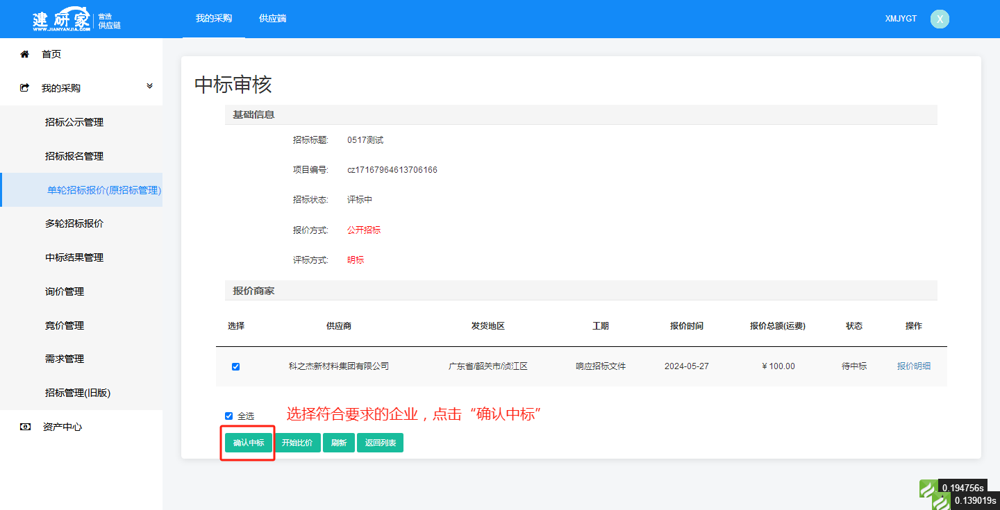 建研家
WWW.JIANYANJIA.COM
营造
供应链
我的采购 供应端
XMJYGT X
首页
我的采购
招标公示管理
招标报名管理
单轮招标报价(原招标管理)
多轮招标报价
中标结果管理
询价管理
竞价管理
需求管理
招标管理(旧版)
资产中心
中标审核
基础信息
招标标题: 0517测试
项目编号: cz17167964613706166
招标状态: 评标中
报价方式: 公开招标
评标方式: 明标
报价商家
选择 供应商 发货地区 工期 报价时间 报价总额(运费) 状态 操作
科之杰新材料集团有限公司 广东省/韶关市/浈江区 响应招标文件 2024-05-27 ¥ 100.00 待中标 报价明细
全选 选择符合要求的企业，点击“确认中标”
确认中标 开始比价 刷新 返回列表
0.194756s
0.139019s